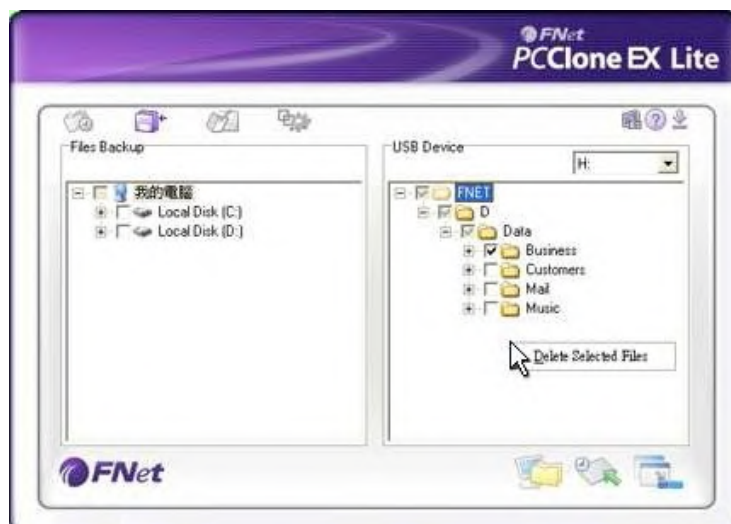 FNet
PCClone EX Lite
Files Backup
USB Device
H:
我的電腦
Local Disk (C:)
Local Disk (D:)
FNET
D
Data
Business
Customers
Mail
Music
Delete Selected Files
FNet